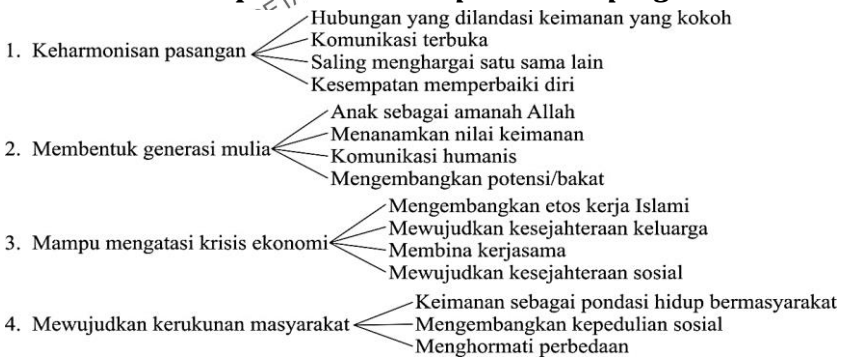 Hubungan yang dilandasi keimanan yang kokoh
Komunikasi terbuka
1. Keharmonisan pasangan
Saling menghargai satu sama lain
Kesempatan memperbaiki diri
Anak sebagai amanah Allah
Menanamkan nilai keimanan
2. Membentuk generasi mulia
Komunikasi humanis
Mengembangkan potensi/bakat
Mengembangkan etos kerja Islami
Mewujudkan kesejahteraan keluarga
3. Mampu mengatasi krisis ekonomi
Membina kerjasama
Mewujudkan kesejahteraan sosial
Keimanan sebagai pondasi hidup bermasyarakat
4. Mewujudkan kerukunan masyarakat
Mengembangkan kepedulian sosial
Menghormati perbedaan